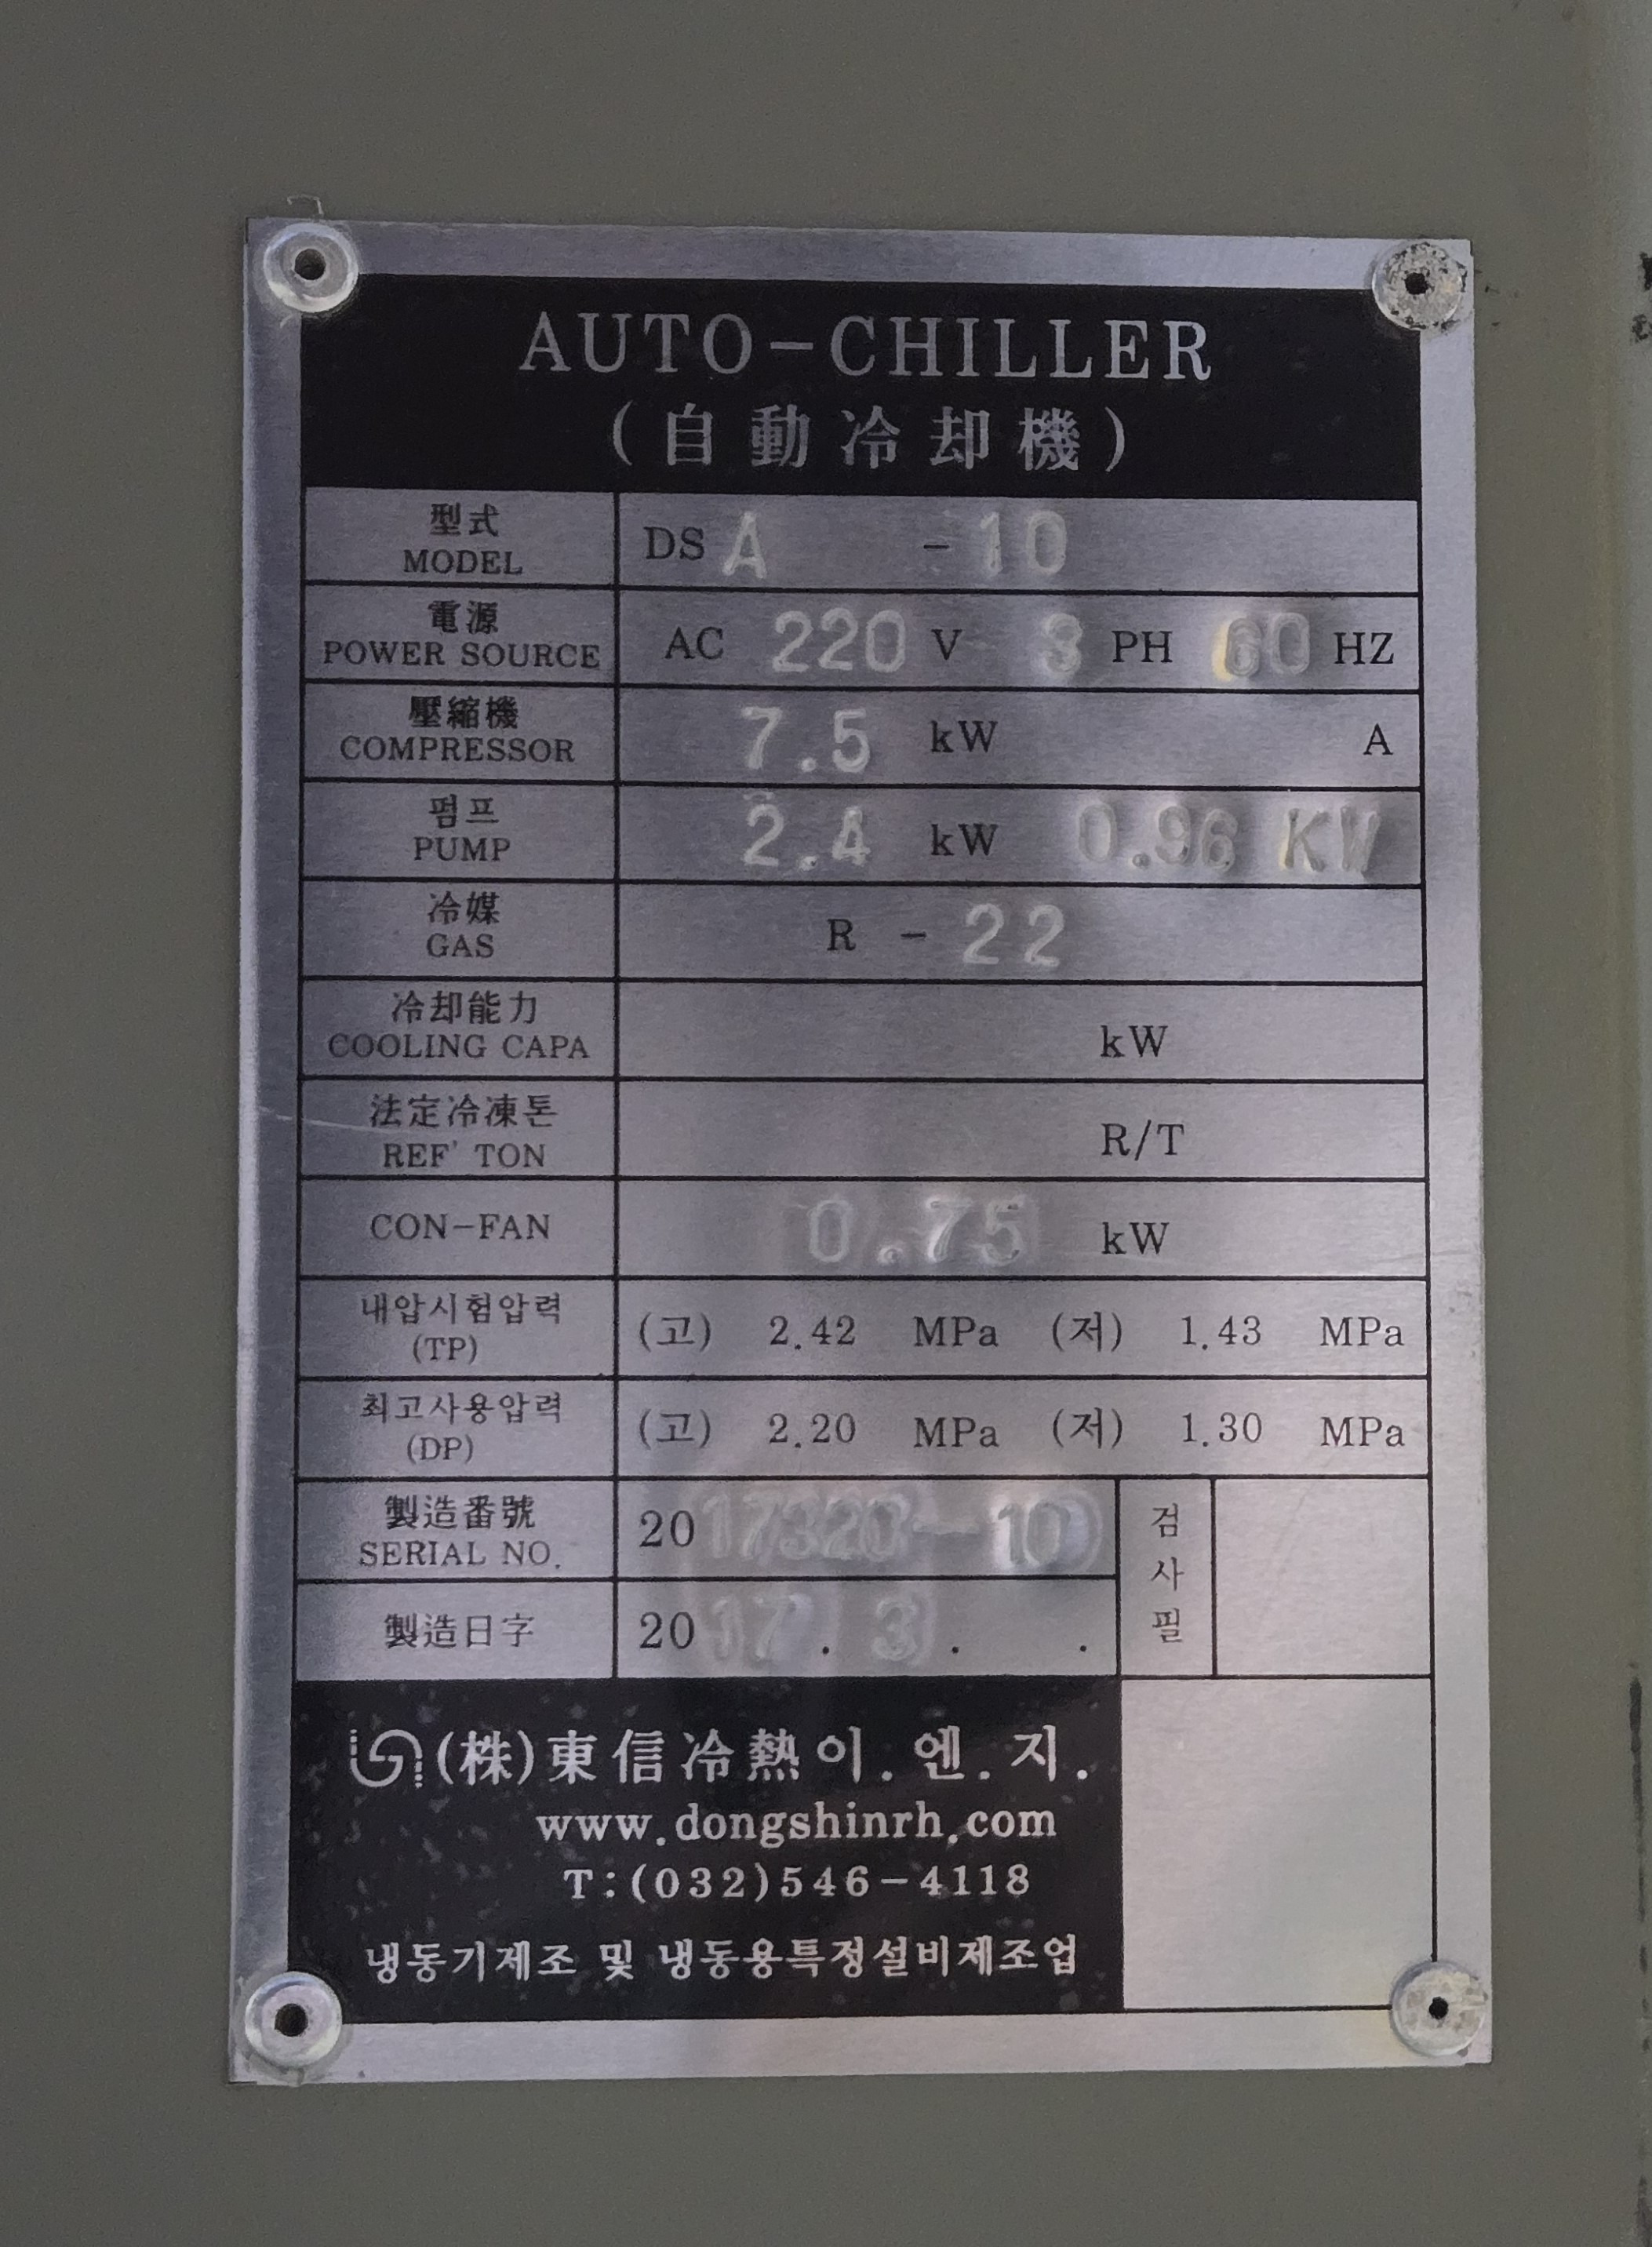 AUTO-CHILLER
(自動冷却機)
型式 DS A - 10
MODEL
電源 AC 220 V 3 PH 60 HZ
POWER SOURCE
壓縮機 7.5 kW A
COMPRESSOR
펌프 2.4 kW 0.96 KW
PUMP
冷媒 R - 22
GAS
冷却能力 kW
COOLING CAPA
法定冷凍톤 R/T
REF' TON
CON-FAN 0.75 kW
내압시험압력 (고) 2.42 MPa (저) 1.43 MPa
(TP)
최고사용압력 (고) 2.20 MPa (저) 1.30 MPa
(DP)
製造番號 2017320-10
SERIAL NO.
製造日字 2017 . 3 . .
검
사
필
(株)東信冷熱이.엔.지.
www.dongshinrh.com
T:(032)546-4118
냉동기제조 및 냉동용특정설비제조업